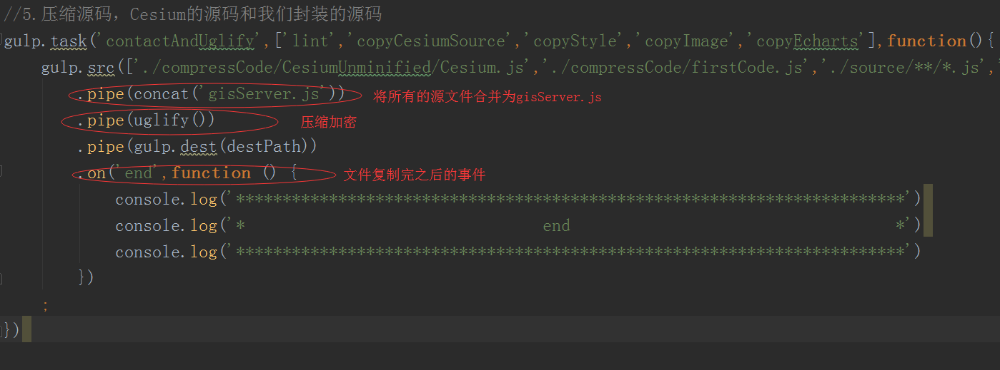 //5.压缩源码，Cesium的源码和我们封装的源码
gulp.task('contactAndUglify',['lint','copyCesiumSource','copyStyle','copyImage','copyEcharts'],function(){
gulp.src(['./compressCode/CesiumUnminified/Cesium.js','./compressCode/firstCode.js','./source/**/*.js','
.pipe(concat('gisServer.js')) 将所有的源文件合并为gisServer.js
.pipe(uglify()) 压缩加密
.pipe(gulp.dest(destPath))
.on('end',function () { 文件复制完之后的事件
console.log('************************************************************************')
console.log('* end *')
console.log('************************************************************************')
})
;
})